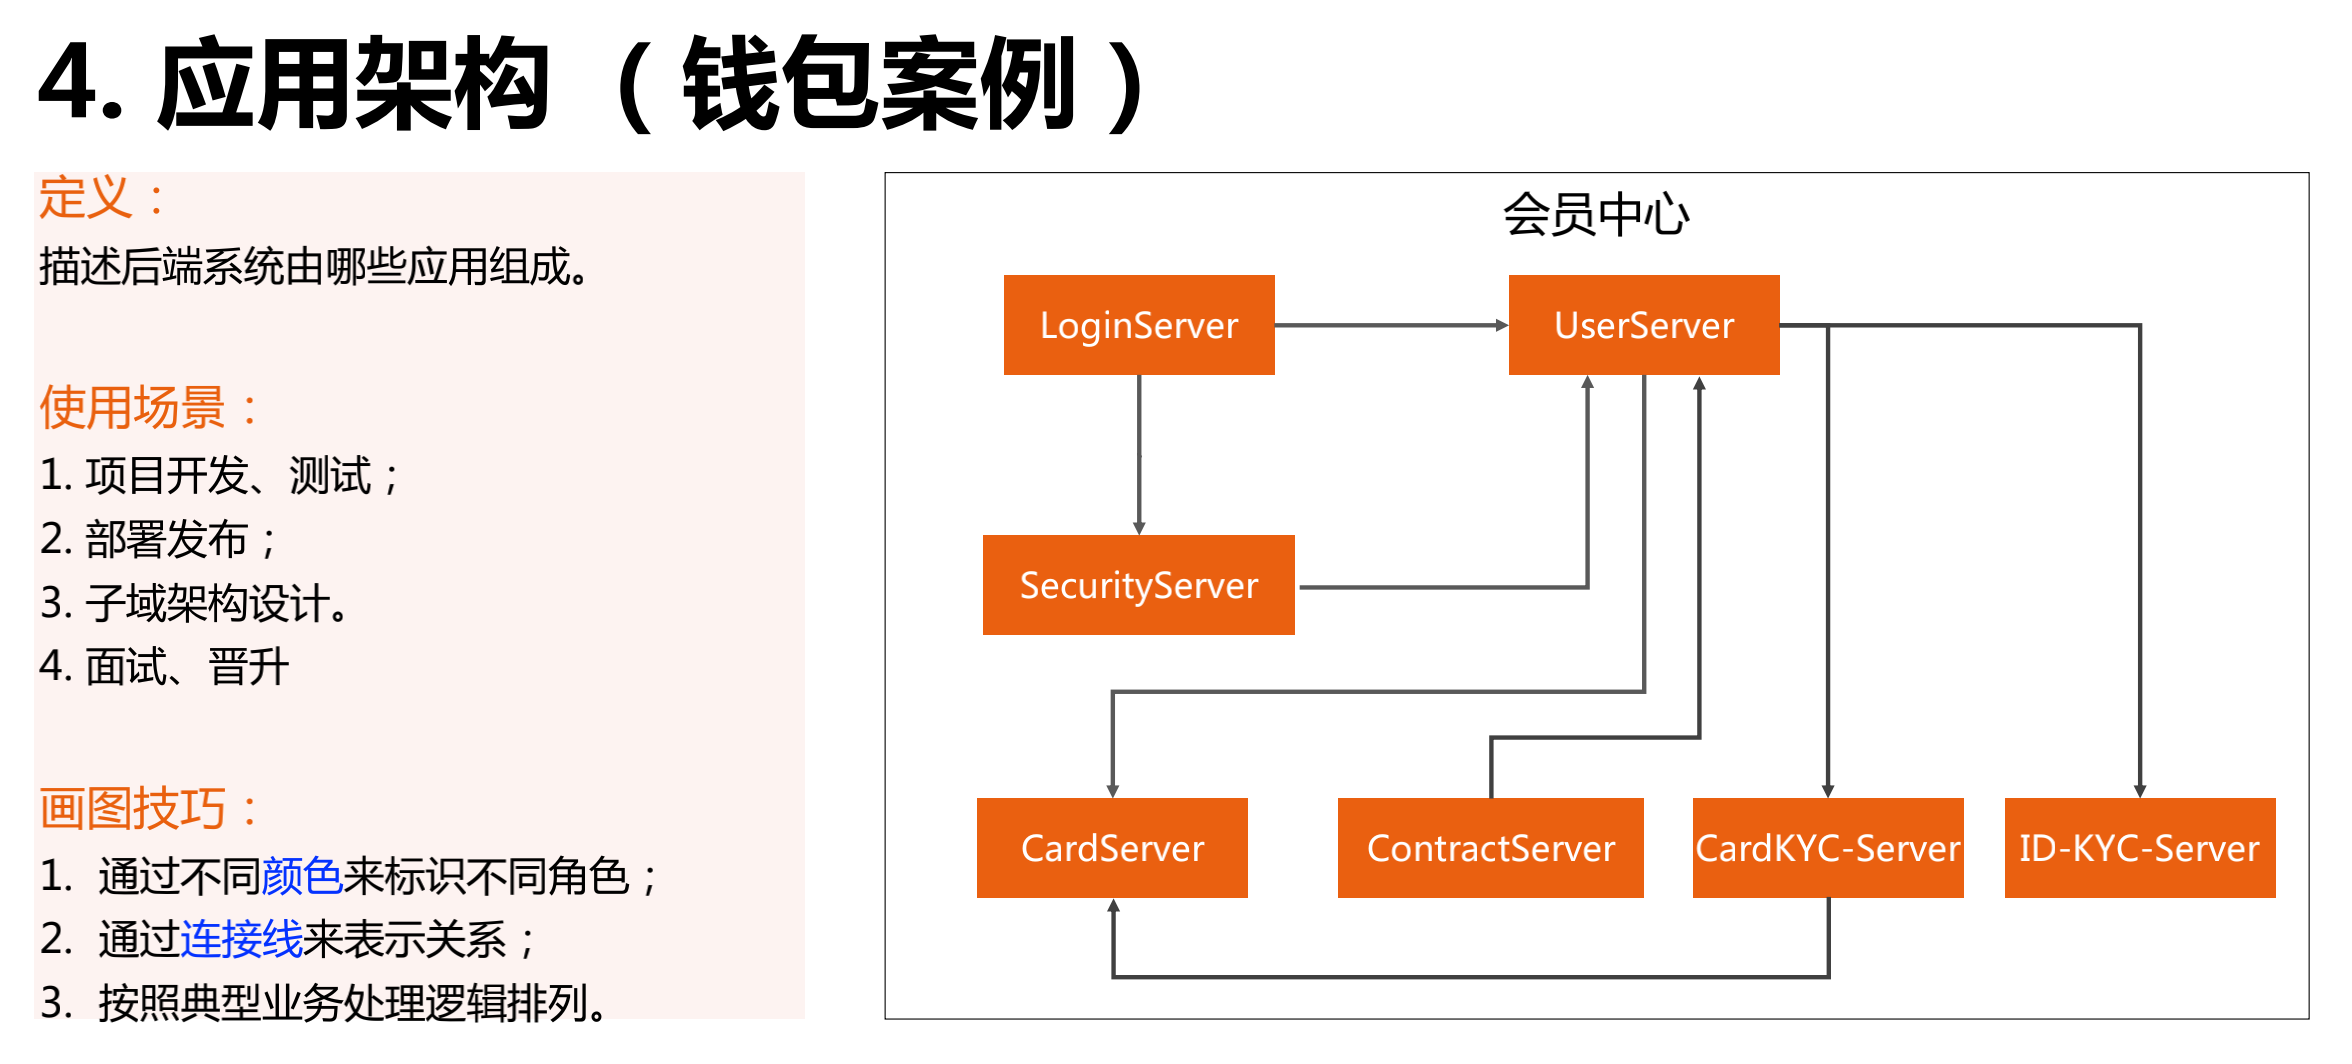 4. 应用架构 （钱包案例）
定义：
描述后端系统由哪些应用组成。
使用场景：
1. 项目开发、测试；
2. 部署发布；
3. 子域架构设计。
4. 面试、晋升
画图技巧：
1. 通过不同颜色来标识不同角色；
2. 通过连接线来表示关系；
3. 按照典型业务处理逻辑排列。
会员中心
LoginServer
UserServer
SecurityServer
CardServer
ContractServer
CardKYC-Server
ID-KYC-Server